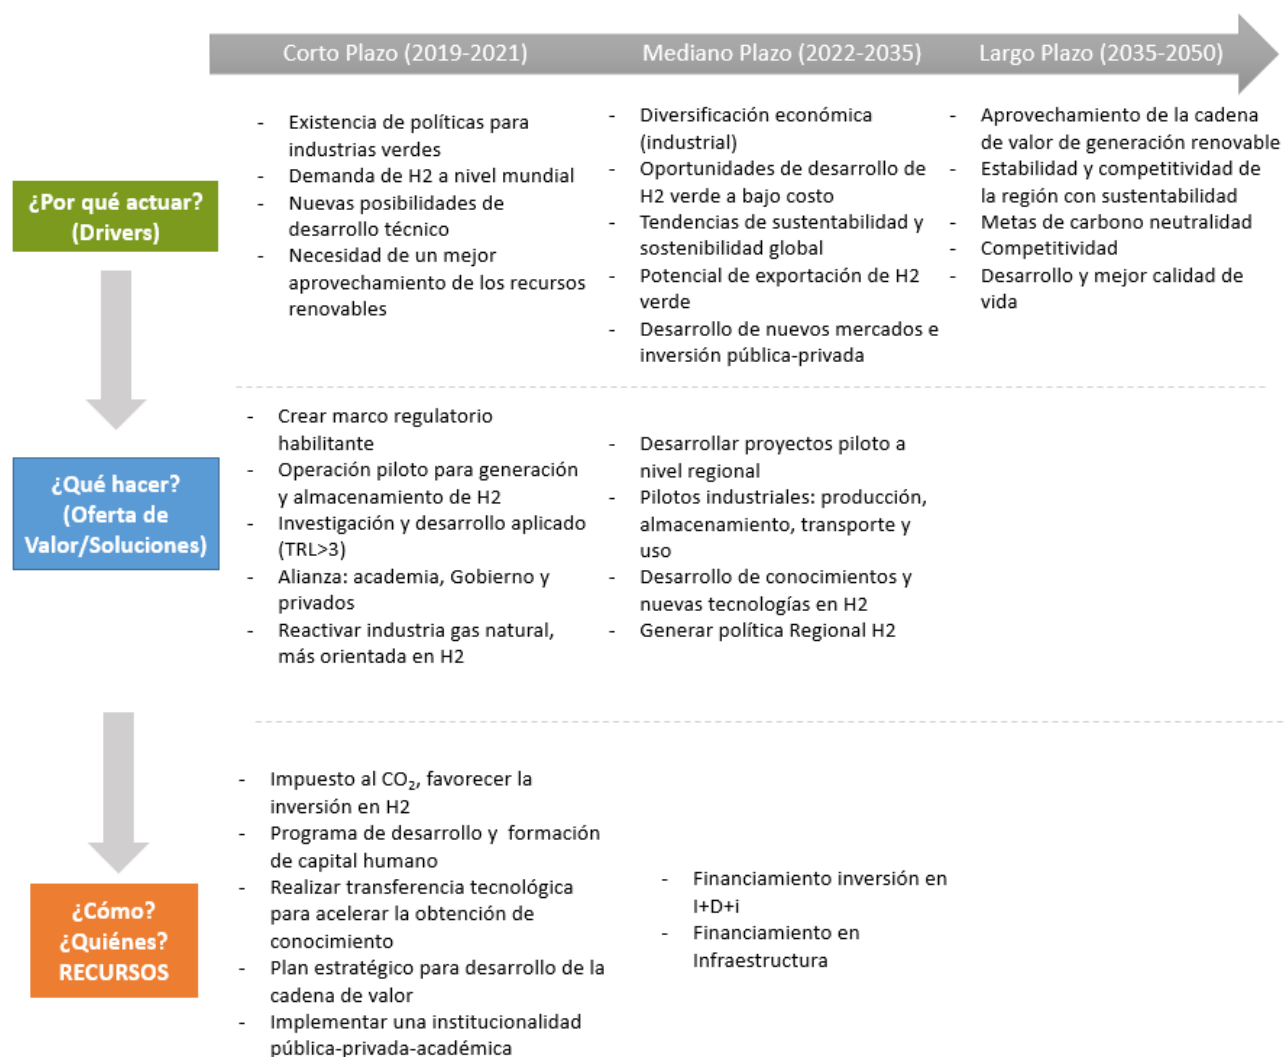 Corto Plazo (2019-2021)
Mediano Plazo (2022-2035)
Largo Plazo (2035-2050)
¿Por qué actuar?
(Drivers)
- Existencia de políticas para
industrias verdes
- Demanda de H2 a nivel mundial
- Nuevas posibilidades de
desarrollo técnico
- Necesidad de un mejor
aprovechamiento de los recursos
renovables
- Diversificación económica
(industrial)
- Oportunidades de desarrollo de
H2 verde a bajo costo
- Tendencias de sustentabilidad y
sostenibilidad global
- Potencial de exportación de H2
verde
- Desarrollo de nuevos mercados e
inversión pública-privada
- Aprovechamiento de la cadena
de valor de generación renovable
- Estabilidad y competitividad de
la región con sustentabilidad
- Metas de carbono neutralidad
- Competitividad
- Desarrollo y mejor calidad de
vida
¿Qué hacer?
(Oferta de
Valor/Soluciones)
- Crear marco regulatorio
habilitante
- Operación piloto para generación
y almacenamiento de H2
- Investigación y desarrollo aplicado
(TRL>3)
- Alianza: academia, Gobierno y
privados
- Reactivar industria gas natural,
más orientada en H2
- Desarrollar proyectos piloto a
nivel regional
- Pilotos industriales: producción,
almacenamiento, transporte y
uso
- Desarrollo de conocimientos y
nuevas tecnologías en H2
- Generar política Regional H2
¿Cómo?
¿Quiénes?
RECURSOS
- Impuesto al CO₂, favorecer la
inversión en H2
- Programa de desarrollo y formación
de capital humano
- Realizar transferencia tecnológica
para acelerar la obtención de
conocimiento
- Plan estratégico para desarrollo de la
cadena de valor
- Implementar una institucionalidad
pública-privada-académica
- Financiamiento inversión en
I+D+i
- Financiamiento en
Infraestructura